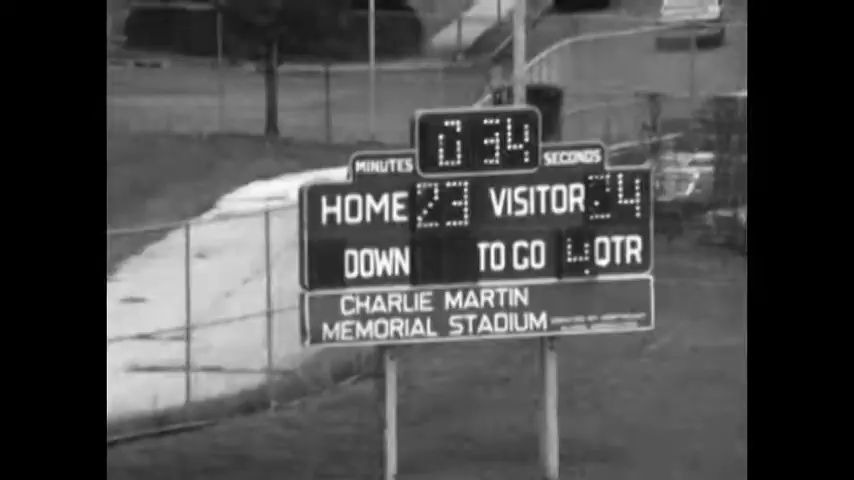 0 34
MINUTES SECONDS
HOME 23 VISITOR 24
DOWN TO GO 4 QTR
CHARLIE MARTIN
MEMORIAL STADIUM